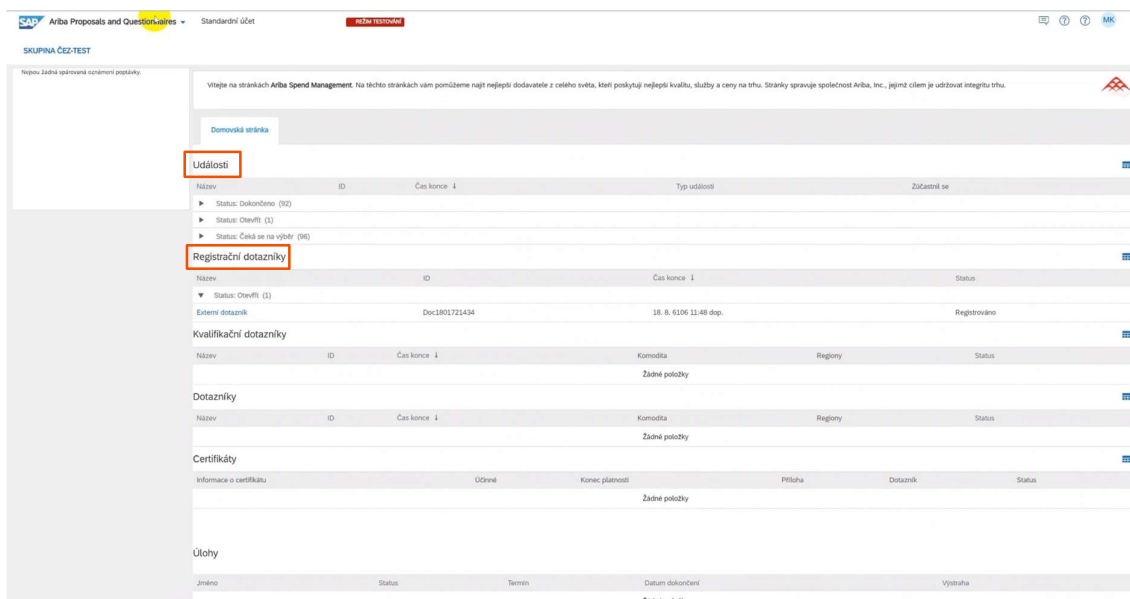 SAP Ariba Proposals and Questionnaires Standardní účet REŽIM TESTOVÁNÍ MK
SKUPINA ČEZ-TEST
Nejsou žádná spárovaná oznámení poptávky.
Vítejte na stránkách Ariba Spend Management. Na těchto stránkách vám pomůžeme najít nejlepší dodavatele z celého světa, kteří poskytují nejlepší kvalitu, služby a ceny na trhu. Stránky spravuje společnost Ariba, Inc., jejímž cílem je udržovat integritu trhu.
Domovská stránka
Události
Název ID Čas konce ↓ Typ události Zúčastnil se
▶ Status: Dokončeno (92)
▶ Status: Otevřít (1)
▶ Status: Čeká se na výběr (96)
Registrační dotazníky
Název ID Čas konce ↓ Status
▼ Status: Otevřít (1)
Externí dotazník Doc1801721434 18. 8. 6106 11:48 dop. Registrováno
Kvalifikační dotazníky
Název ID Čas konce ↓ Komodita Regiony Status
Žádné položky
Dotazníky
Název ID Čas konce ↓ Komodita Regiony Status
Žádné položky
Certifikáty
Informace o certifikátu Účinné Konec platnosti Příloha Dotazník Status
Žádné položky
Úlohy
Jméno Status Termín Datum dokončení Výstraha